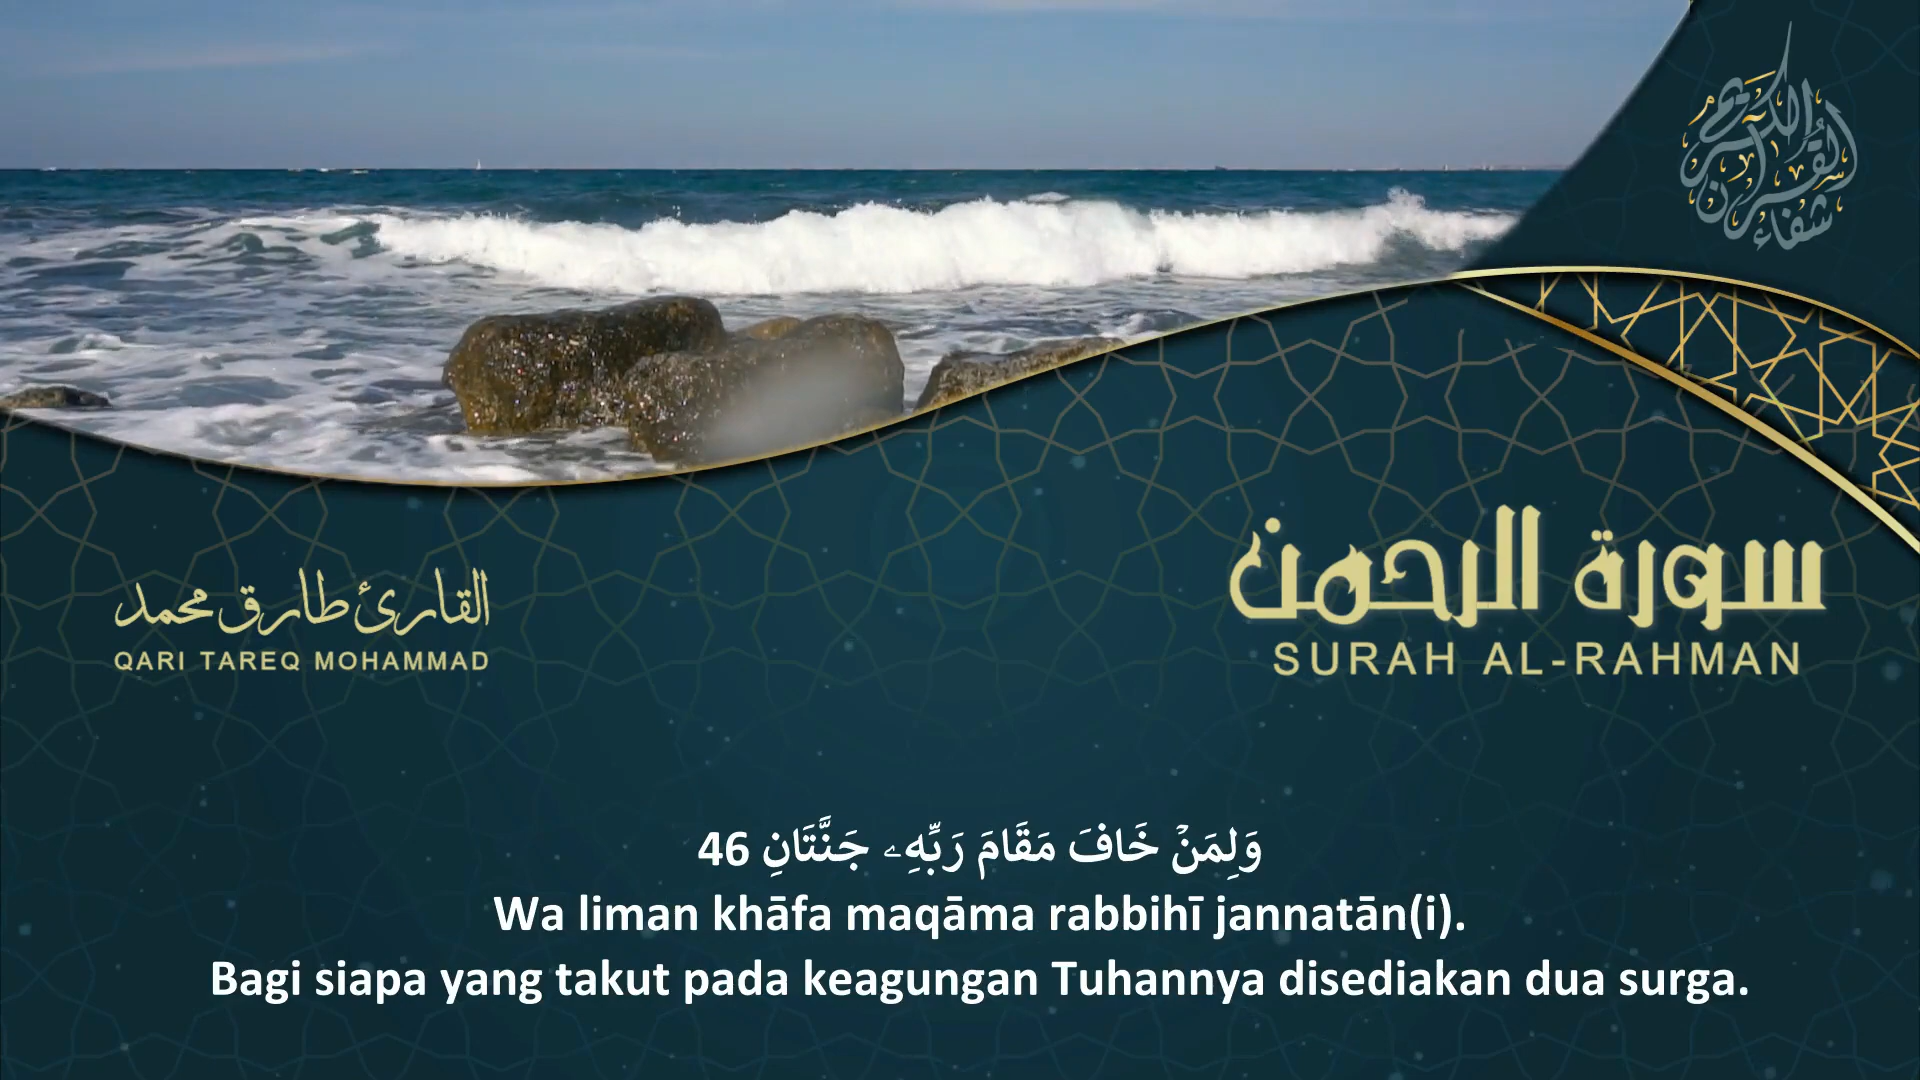 القرآن الكريم شفاء
سورة الرحمن
SURAH AL-RAHMAN
القارئ طارق محمد
QARI TAREQ MOHAMMAD
وَلِمَنْ خَافَ مَقَامَ رَبِّهِۦ جَنَّتَانِ 46
Wa liman khāfa maqāma rabbihī jannatān(i).
Bagi siapa yang takut pada keagungan Tuhannya disediakan dua surga.